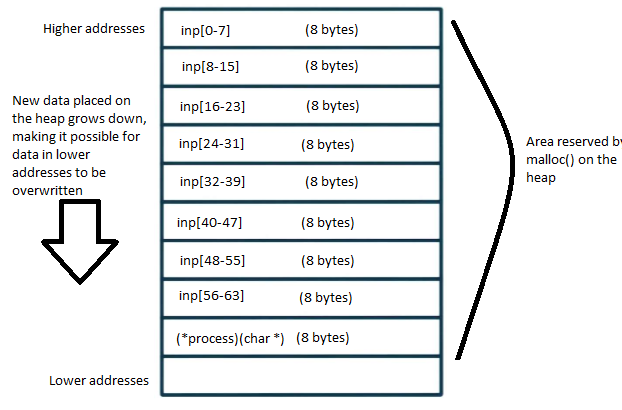 Higher addresses
inp[0-7] (8 bytes)
inp[8-15] (8 bytes)
New data placed on
the heap grows down,
making it possible for
data in lower
addresses to be
overwritten
inp[16-23] (8 bytes)
inp[24-31] (8 bytes)
inp[32-39] (8 bytes)
inp[40-47] (8 bytes)
inp[48-55] (8 bytes)
inp[56-63] (8 bytes)
(*process)(char *) (8 bytes)
Lower addresses
Area reserved by
malloc() on the
heap